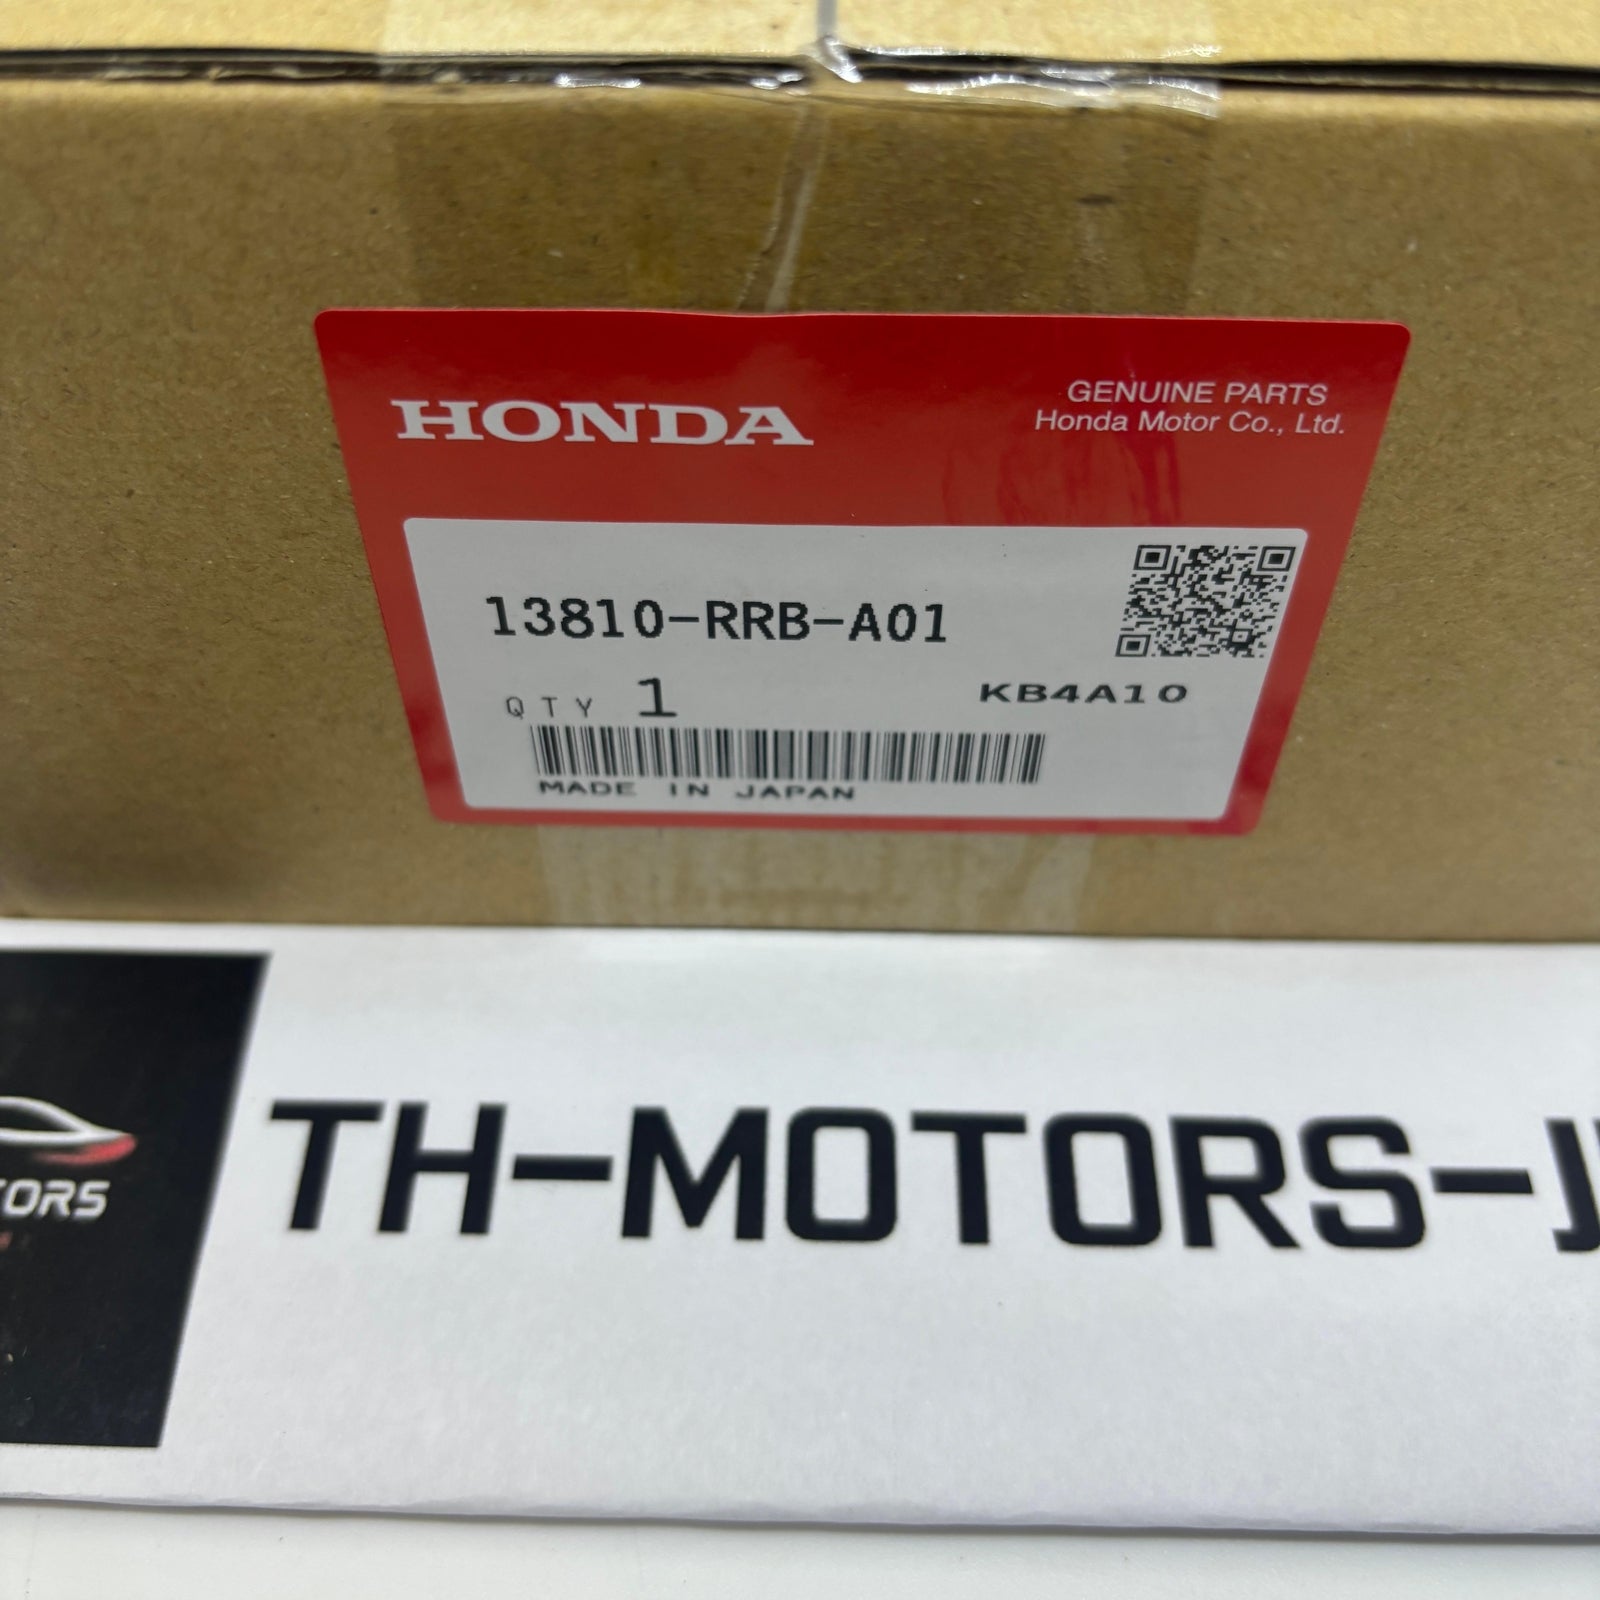 HONDA
GENUINE PARTS
Honda Motor Co., Ltd.
13810-RRB-A01
QTY 1
KB4A10
MADE IN JAPAN
TH-MOTORS-J
TORS